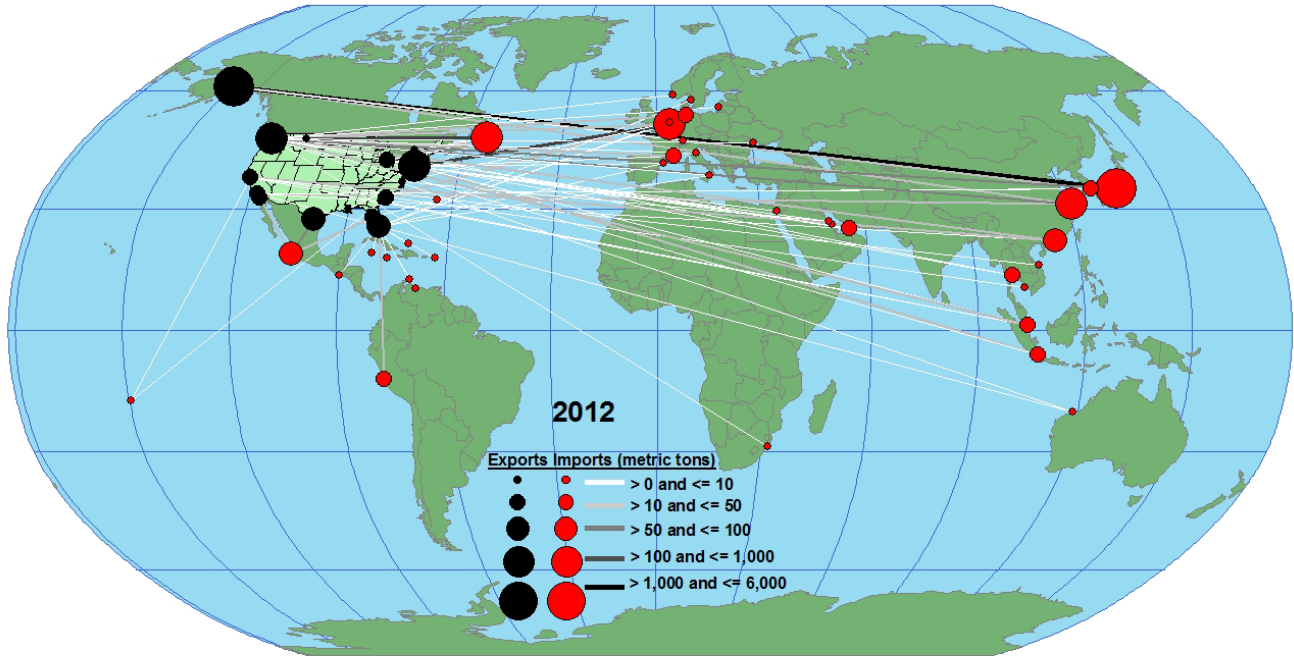 2012
Exports Imports (metric tons)
> 0 and <= 10
> 10 and <= 50
> 50 and <= 100
> 100 and <= 1,000
> 1,000 and <= 6,000